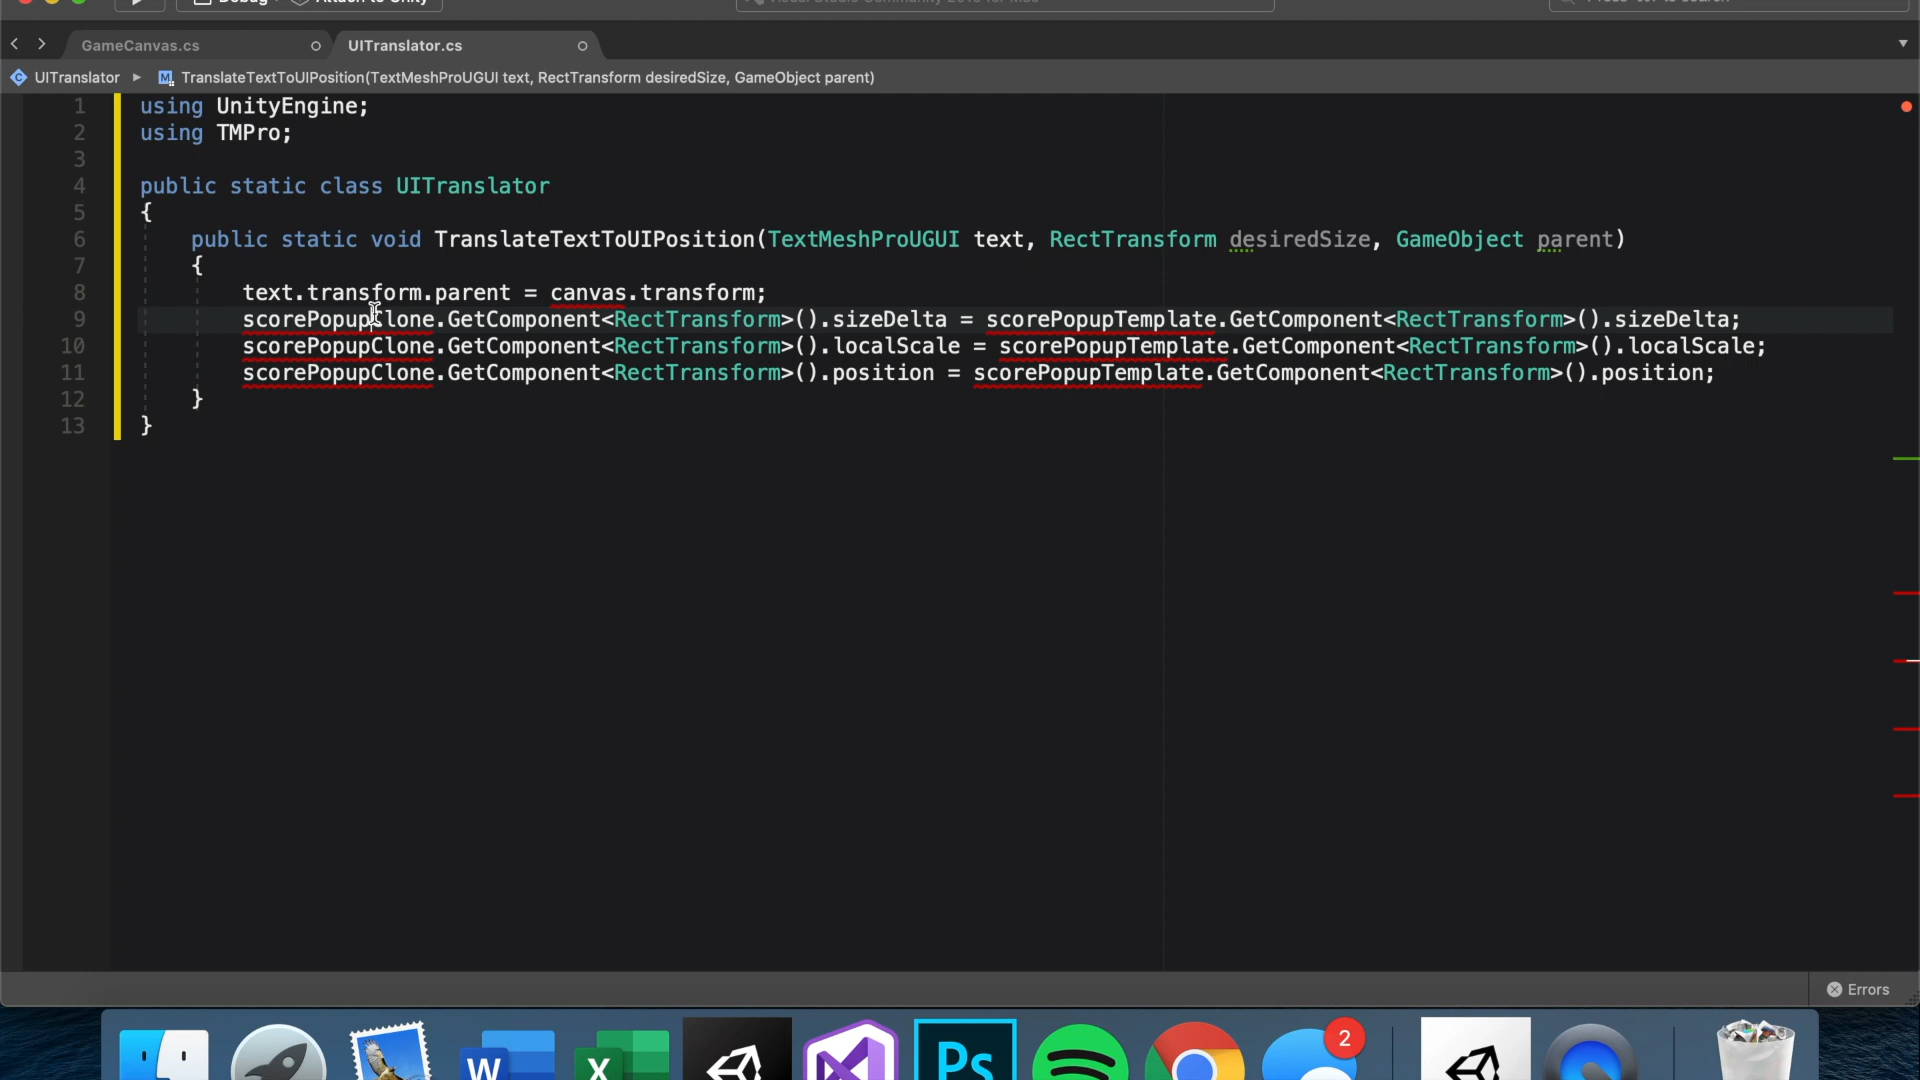 GameCanvas.cs
UITranslator.cs
UITranslator
TranslateTextToUIPosition(TextMeshProUGUI text, RectTransform desiredSize, GameObject parent)
1 using UnityEngine;
2 using TMPro;
3
4 public static class UITranslator
5 {
6 public static void TranslateTextToUIPosition(TextMeshProUGUI text, RectTransform desiredSize, GameObject parent)
7 {
8 text.transform.parent = canvas.transform;
9 scorePopupClone.GetComponent<RectTransform>().sizeDelta = scorePopupTemplate.GetComponent<RectTransform>().sizeDelta;
10 scorePopupClone.GetComponent<RectTransform>().localScale = scorePopupTemplate.GetComponent<RectTransform>().localScale;
11 scorePopupClone.GetComponent<RectTransform>().position = scorePopupTemplate.GetComponent<RectTransform>().position;
12 }
13 }
Errors
W
X
Ps
2